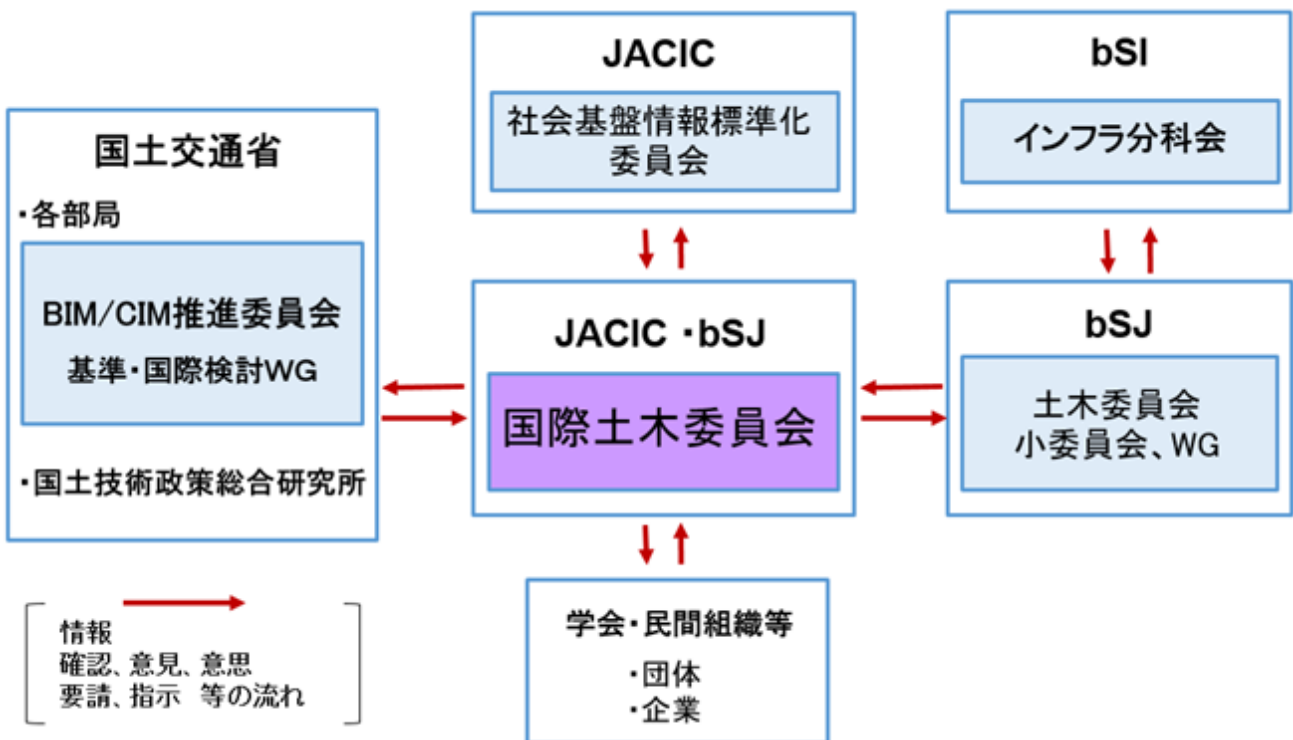 国土交通省
・各部局
BIM/CIM推進委員会
基準・国際検討WG
・国土技術政策総合研究所
JACIC
社会基盤情報標準化
委員会
bSI
インフラ分科会
JACIC ・bSJ
国際土木委員会
bSJ
土木委員会
小委員会、WG
学会・民間組織等
・団体
・企業
情報
確認、意見、意思
要請、指示 等の流れ